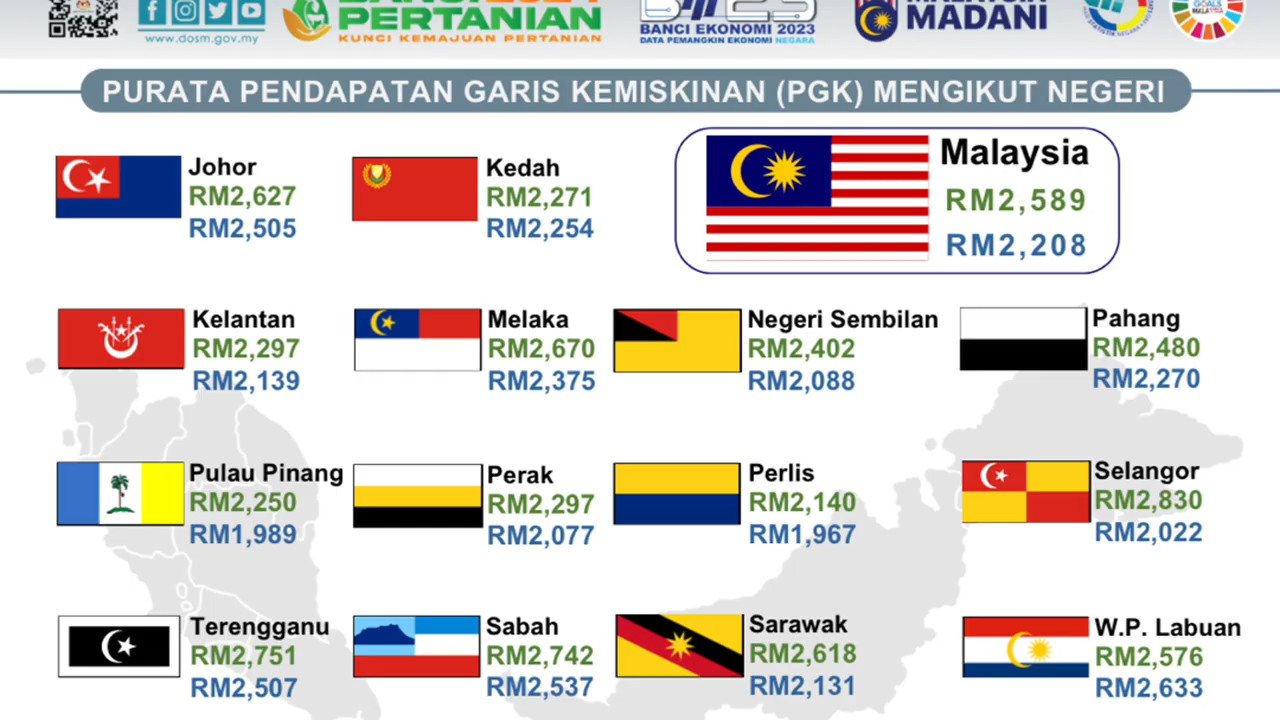 www.dosm.gov.my
PERTANIAN
KUNCI KEMAJUAN PERTANIAN
BANCI EKONOMI 2023
DATA PEMANGKIN EKONOMI NEGARA
MADANI
PURATA PENDAPATAN GARIS KEMISKINAN (PGK) MENGIKUT NEGERI
Johor
RM2,627
RM2,505
Kedah
RM2,271
RM2,254
Malaysia
RM2,589
RM2,208
Kelantan
RM2,297
RM2,139
Melaka
RM2,670
RM2,375
Negeri Sembilan
RM2,402
RM2,088
Pahang
RM2,480
RM2,270
Pulau Pinang
RM2,250
RM1,989
Perak
RM2,297
RM2,077
Perlis
RM2,140
RM1,967
Selangor
RM2,830
RM2,022
Terengganu
RM2,751
RM2,507
Sabah
RM2,742
RM2,537
Sarawak
RM2,618
RM2,131
W.P. Labuan
RM2,576
RM2,633